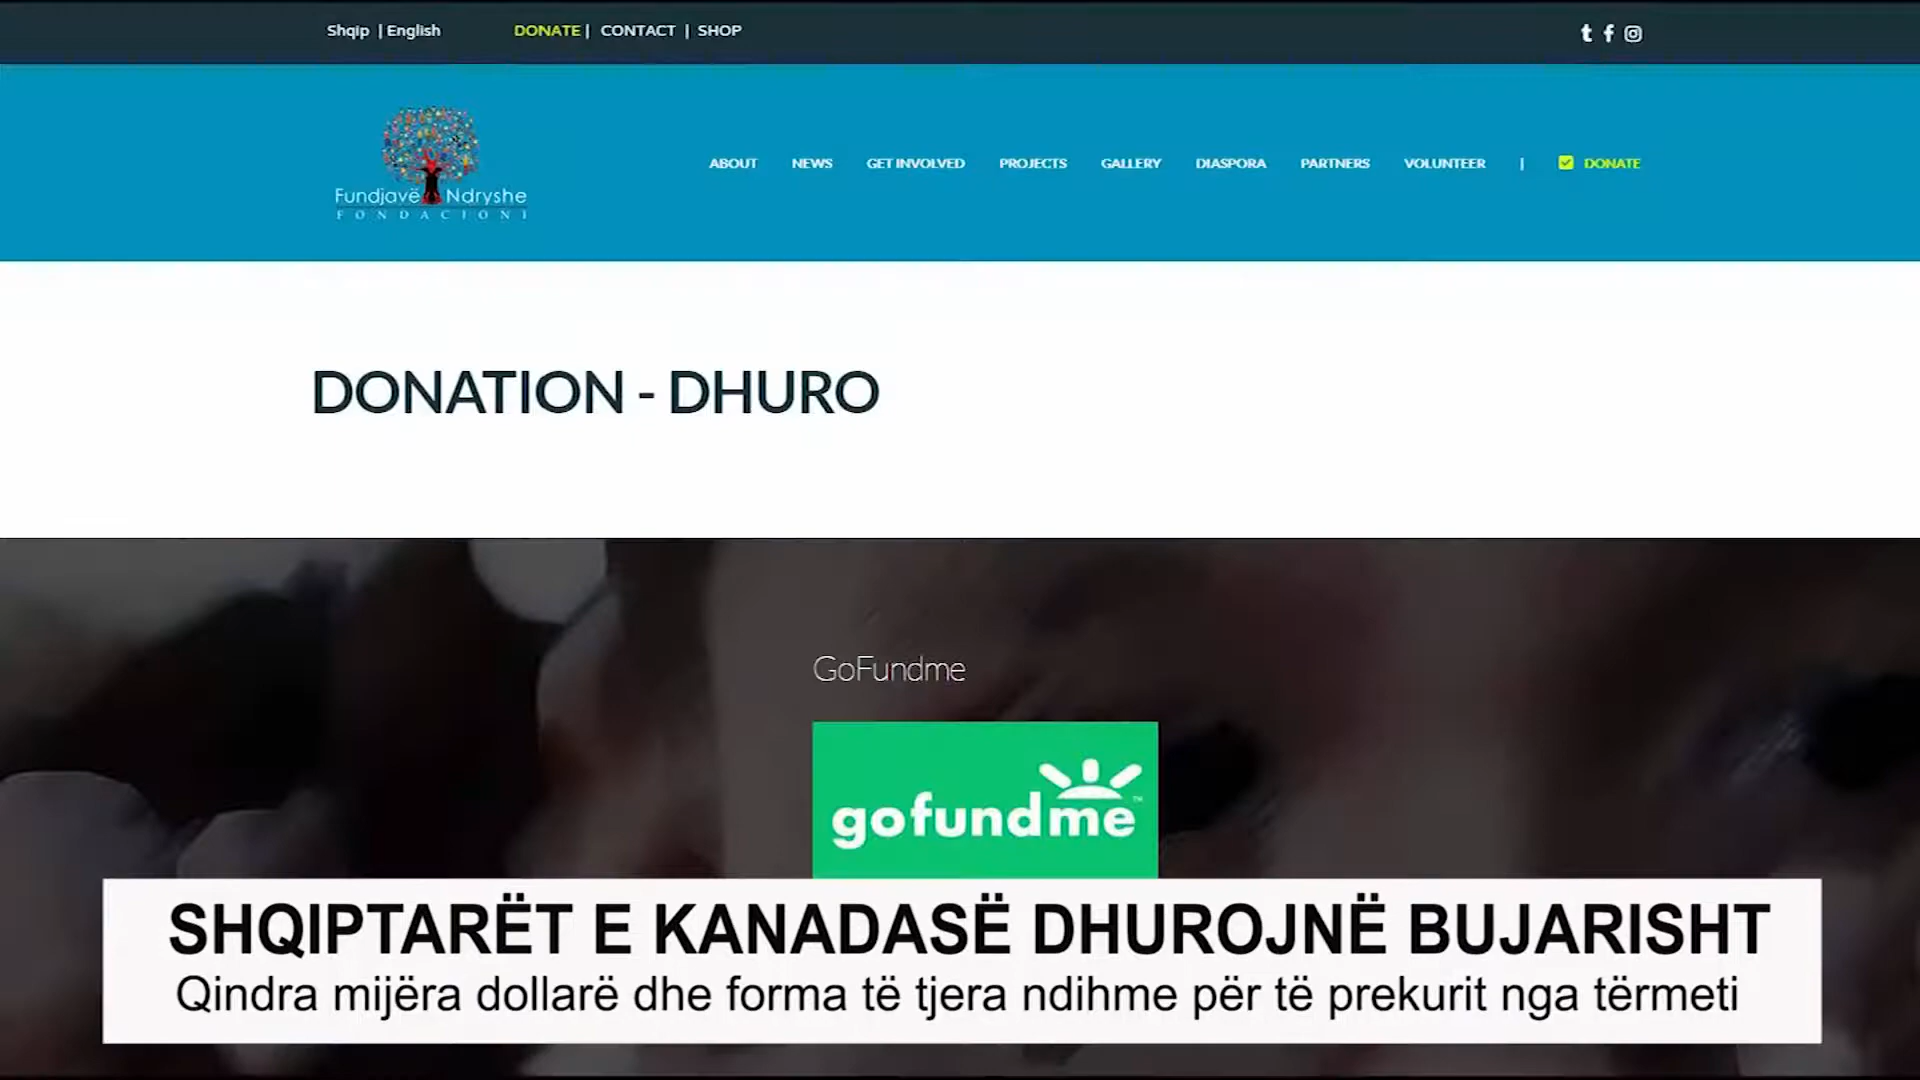 Shqip | English DONATE | CONTACT | SHOP
Fundjavë Ndryshe
FONDACIONI
ABOUT NEWS GET INVOLVED PROJECTS GALLERY DIASPORA PARTNERS VOLUNTEER | DONATE
DONATION - DHURO
GoFundme
gofundme™
SHQIPTARËT E KANADASË DHUROJNË BUJARISHT
Qindra mijëra dollarë dhe forma të tjera ndihme për të prekurit nga tërmeti